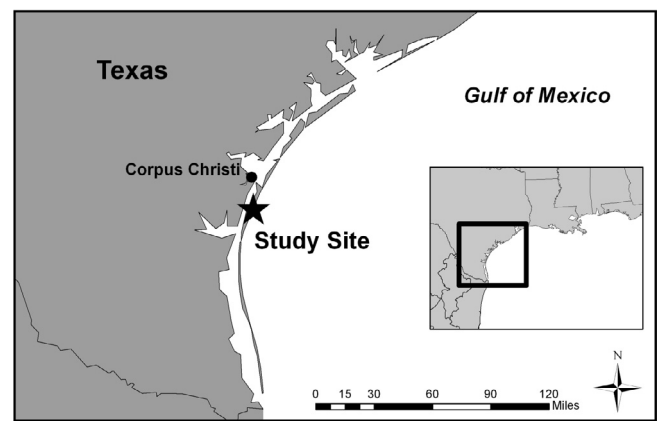 Texas
Gulf of Mexico
Corpus Christi
Study Site
N
0 15 30 60 90 120
Miles